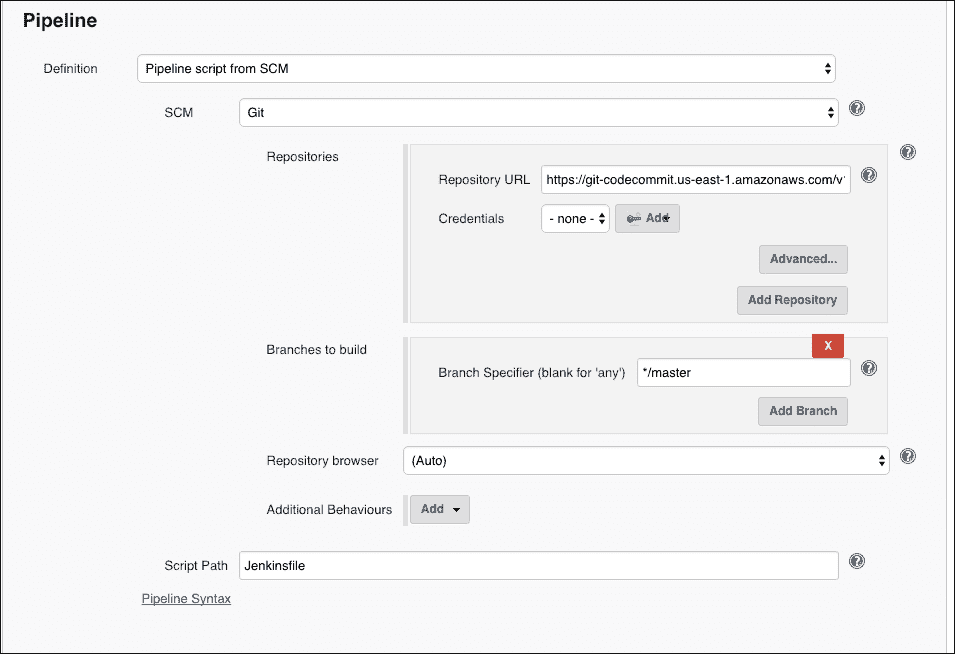 Pipeline
Definition
Pipeline script from SCM
SCM
Git
Repositories
Repository URL
https://git-codecommit.us-east-1.amazonaws.com/v
Credentials
- none -
Add
Advanced...
Add Repository
Branches to build
X
Branch Specifier (blank for 'any')
*/master
Add Branch
Repository browser
(Auto)
Additional Behaviours
Add
Script Path
Jenkinsfile
Pipeline Syntax